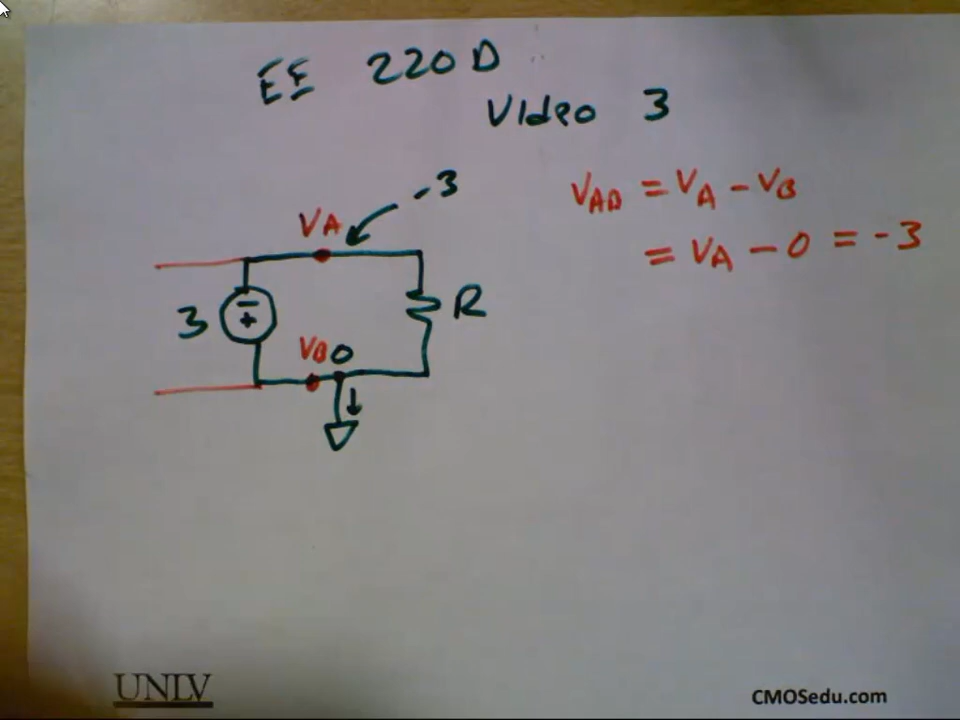 EE 220D
Video 3
-3
VA
VAB = VA - VB
= VA - 0 = -3
3
-
+
R
VB 0
UNLV
CMOSedu.com